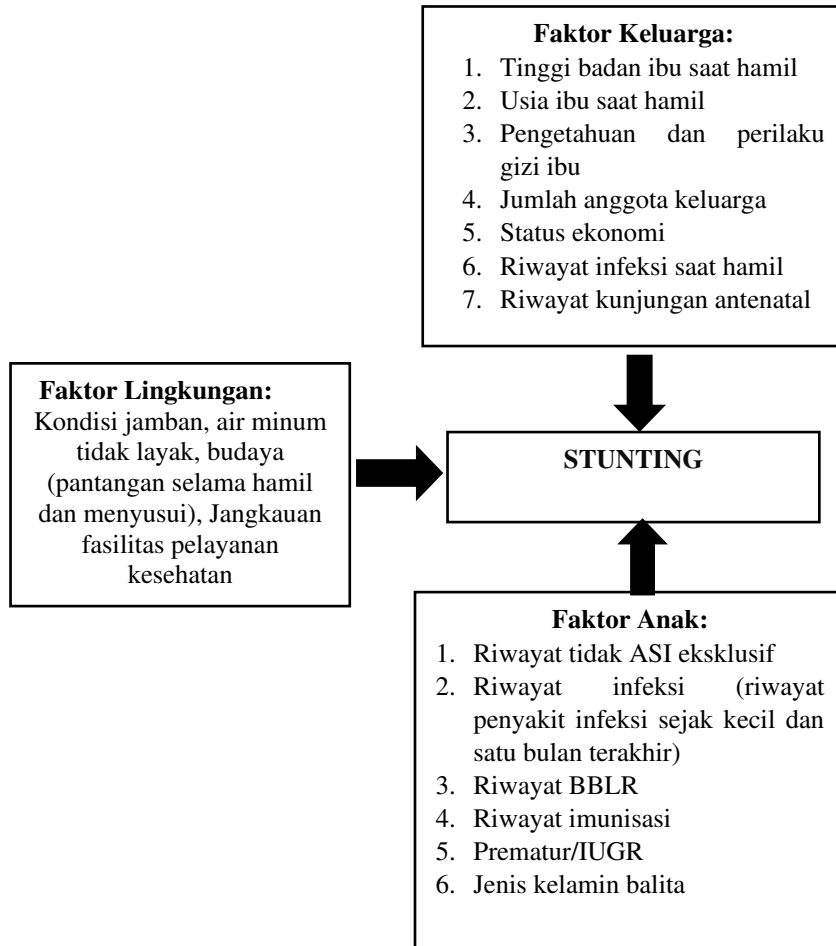 Faktor Keluarga:
1. Tinggi badan ibu saat hamil
2. Usia ibu saat hamil
3. Pengetahuan dan perilaku
gizi ibu
4. Jumlah anggota keluarga
5. Status ekonomi
6. Riwayat infeksi saat hamil
7. Riwayat kunjungan antenatal
Faktor Lingkungan:
Kondisi jamban, air minum
tidak layak, budaya
(pantangan selama hamil
dan menyusui), Jangkauan
fasilitas pelayanan
kesehatan
STUNTING
Faktor Anak:
1. Riwayat tidak ASI eksklusif
2. Riwayat infeksi (riwayat
penyakit infeksi sejak kecil dan
satu bulan terakhir)
3. Riwayat BBLR
4. Riwayat imunisasi
5. Prematur/IUGR
6. Jenis kelamin balita